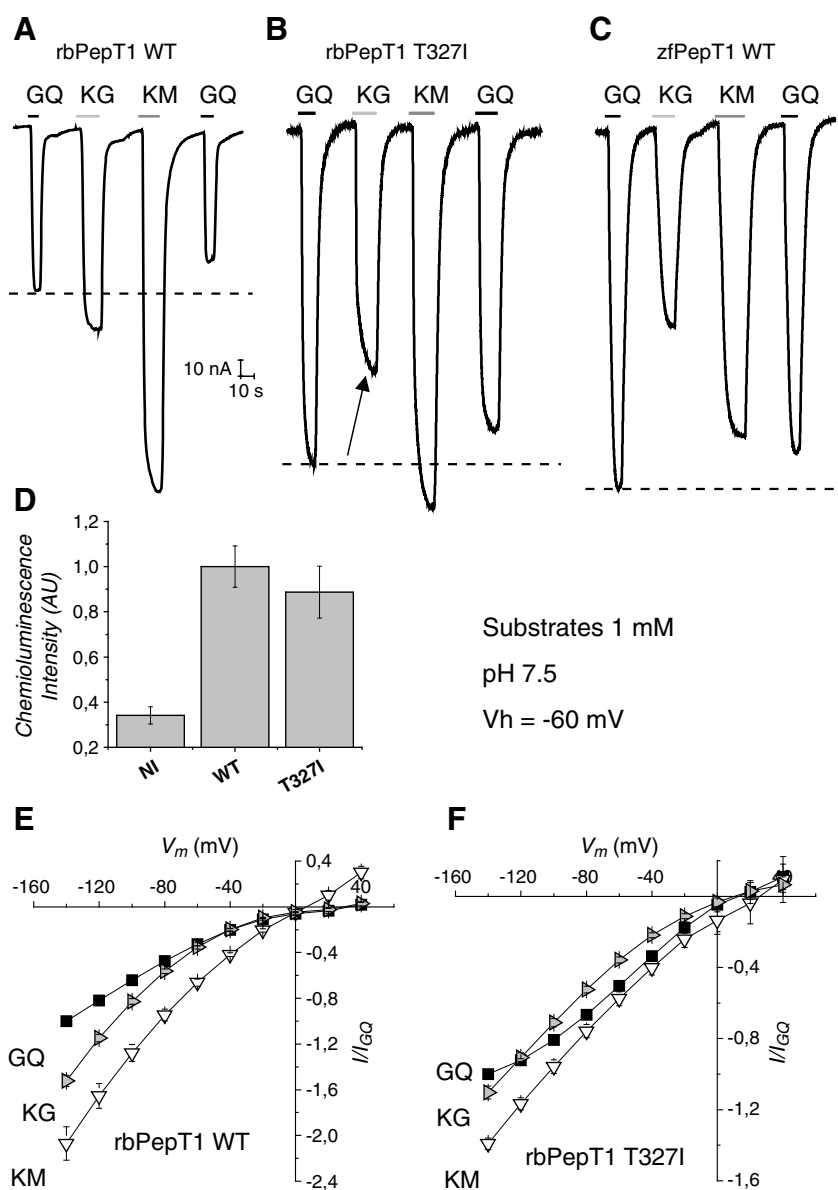 A
rbPepT1 WT
GQ KG KM GQ
10 nA
10 s
B
rbPepT1 T327I
GQ KG KM GQ
C
zfPepT1 WT
GQ KG KM GQ
D
Chemioluminescence
Intensity (AU)
1,2
1,0
0,8
0,6
0,4
0,2
NI WT T327I
Substrates 1 mM
pH 7.5
Vh = -60 mV
E
Vm (mV)
-160 -120 -80 -40 0 40
0,4
-0,4
-0,8
-1,2
-1,6
-2,0
-2,4
I/IGQ
GQ
KG
KM
rbPepT1 WT
F
Vm (mV)
-160 -120 -80 -40
-0,4
-0,8
-1,2
-1,6
I/IGQ
GQ
KG
KM
rbPepT1 T327I